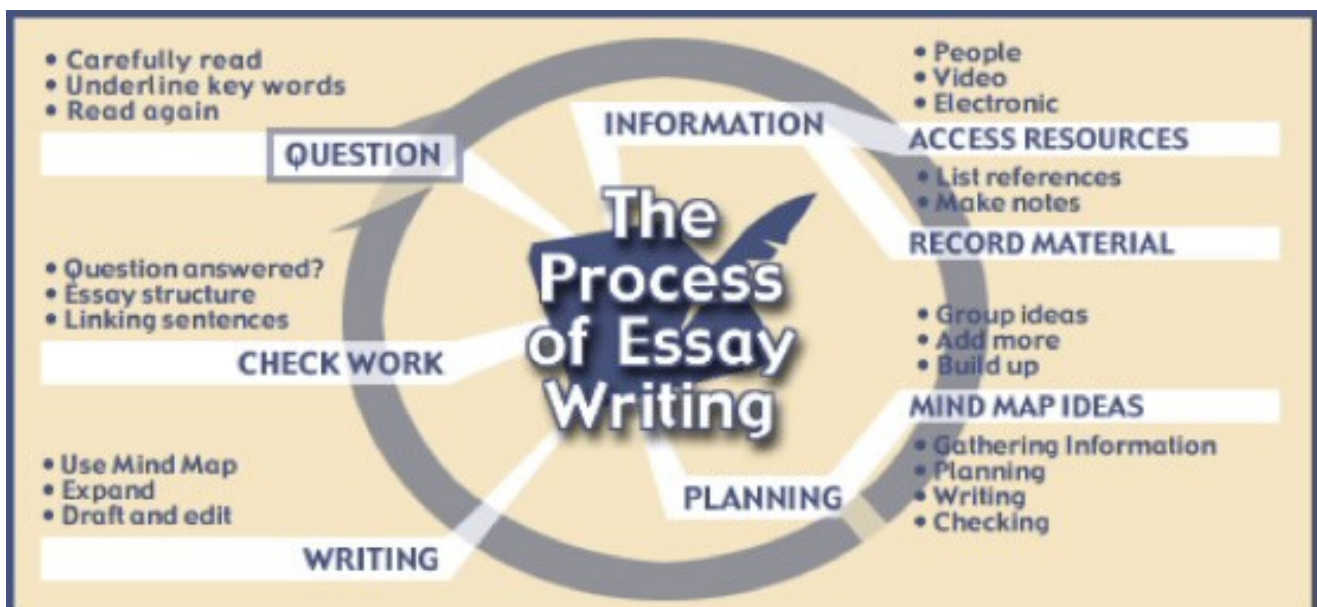 • Carefully read
• Underline key words
• Read again
QUESTION
INFORMATION
• People
• Video
• Electronic
ACCESS RESOURCES
• List references
• Make notes
RECORD MATERIAL
The
Process
of Essay
Writing
• Question answered?
• Essay structure
• Linking sentences
CHECK WORK
• Group ideas
• Add more
• Build up
MIND MAP IDEAS
• Gathering Information
• Planning
• Writing
• Checking
PLANNING
• Use Mind Map
• Expand
• Draft and edit
WRITING